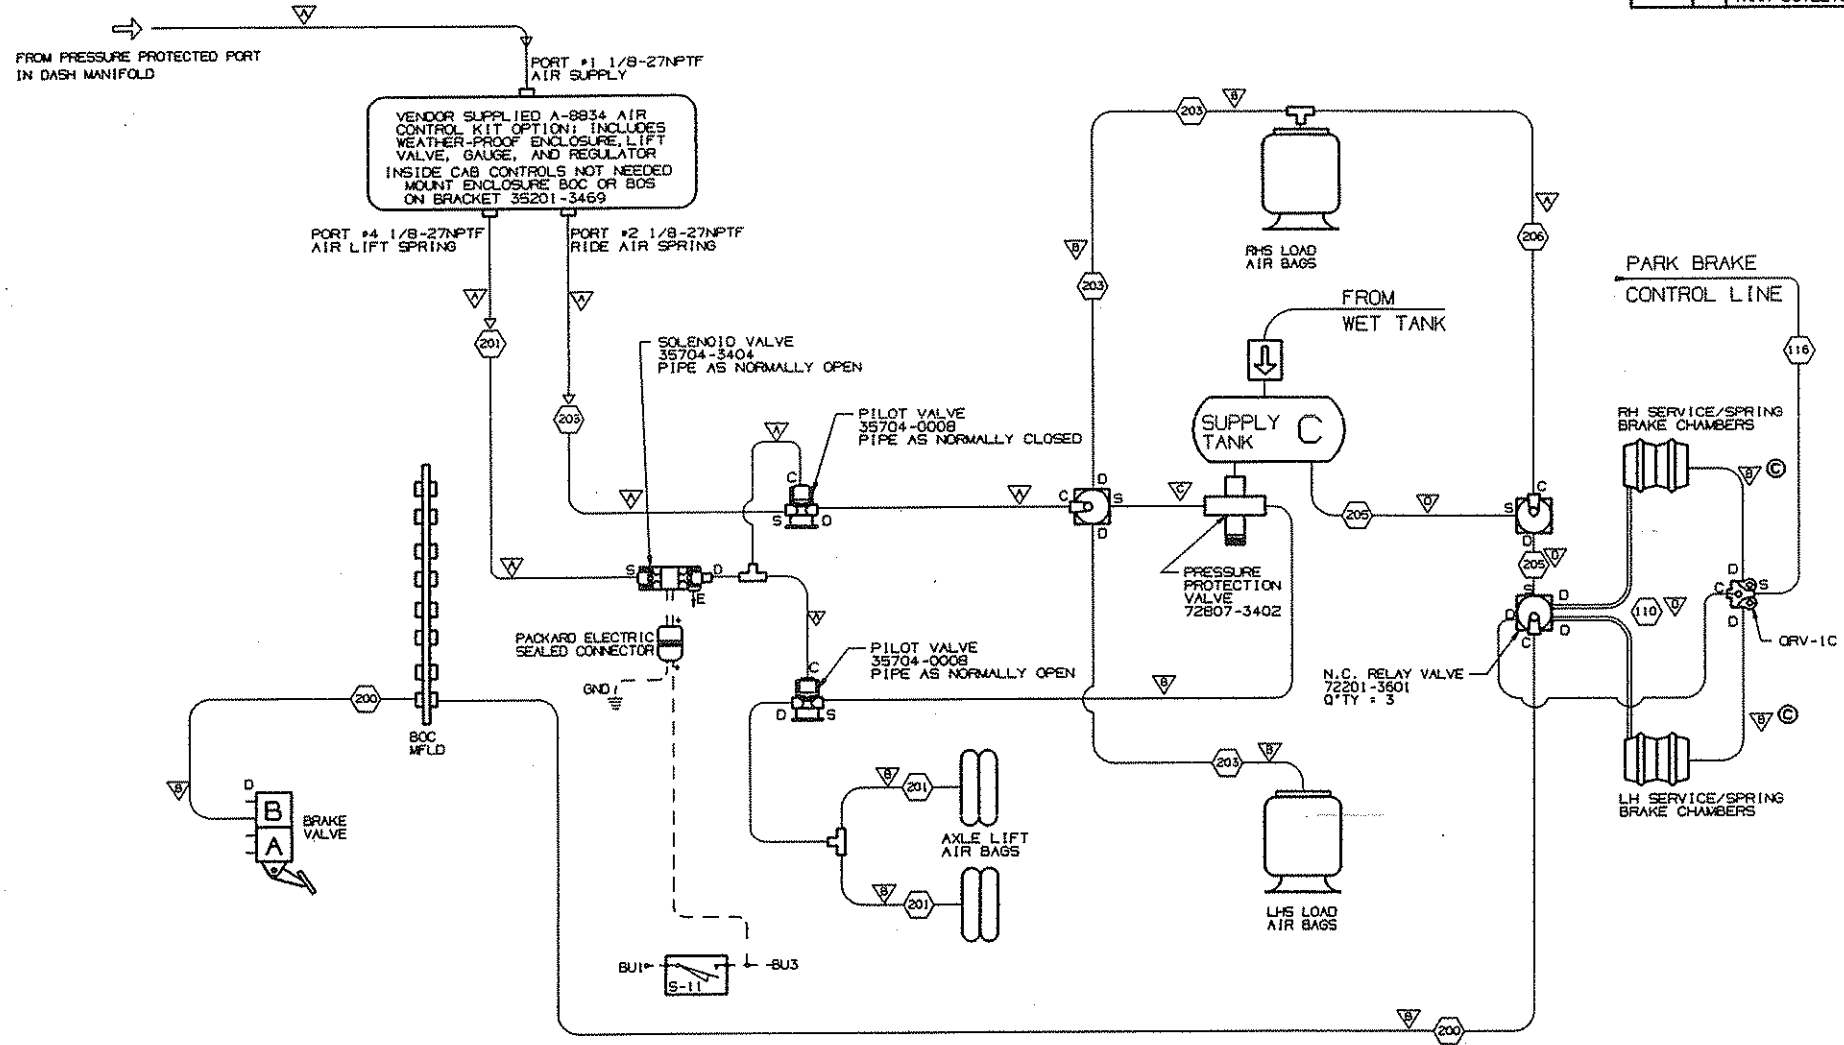 A
FROM PRESSURE PROTECTED PORT
IN DASH MANIFOLD
PORT #1 1/8-27NPTF
AIR SUPPLY
VENDOR SUPPLIED A-8834 AIR
CONTROL KIT OPTION: INCLUDES
WEATHER-PROOF ENCLOSURE, LIFT
VALVE, GAUGE, AND REGULATOR
INSIDE CAB CONTROLS NOT NEEDED
MOUNT ENCLOSURE BOC OR BOS
ON BRACKET 35201-3469
PORT #4 1/8-27NPTF
AIR LIFT SPRING
PORT #2 1/8-27NPTF
RIDE AIR SPRING
A
A
201
203
SOLENOID VALVE
35704-3404
PIPE AS NORMALLY OPEN
PILOT VALVE
35704-0008
PIPE AS NORMALLY CLOSED
A
C
A
S D
A
A
S D
E
A
PACKARD ELECTRIC
SEALED CONNECTOR
GND
PILOT VALVE
35704-0008
PIPE AS NORMALLY OPEN
C
D S
B
200
BOC
MFLD
B
D
B
A
BRAKE
VALVE
B 201
AXLE LIFT
AIR BAGS
B 201
BU1
S-11
BU3
203 B
RHS LOAD
AIR BAGS
B
203
A
206
FROM
WET TANK
SUPPLY
TANK
C
C D S D
C
205 D
PRESSURE
PROTECTION
VALVE
72807-3402
203 B
LHS LOAD
AIR BAGS
PARK BRAKE
CONTROL LINE
116
RH SERVICE/SPRING
BRAKE CHAMBERS
B C
C
S
D
205 D
S
D D
D
C
110 D
D
C S
D
QRV-1C
N.C. RELAY VALVE
72201-3601
Q'TY = 3
B C
LH SERVICE/SPRING
BRAKE CHAMBERS
B 200